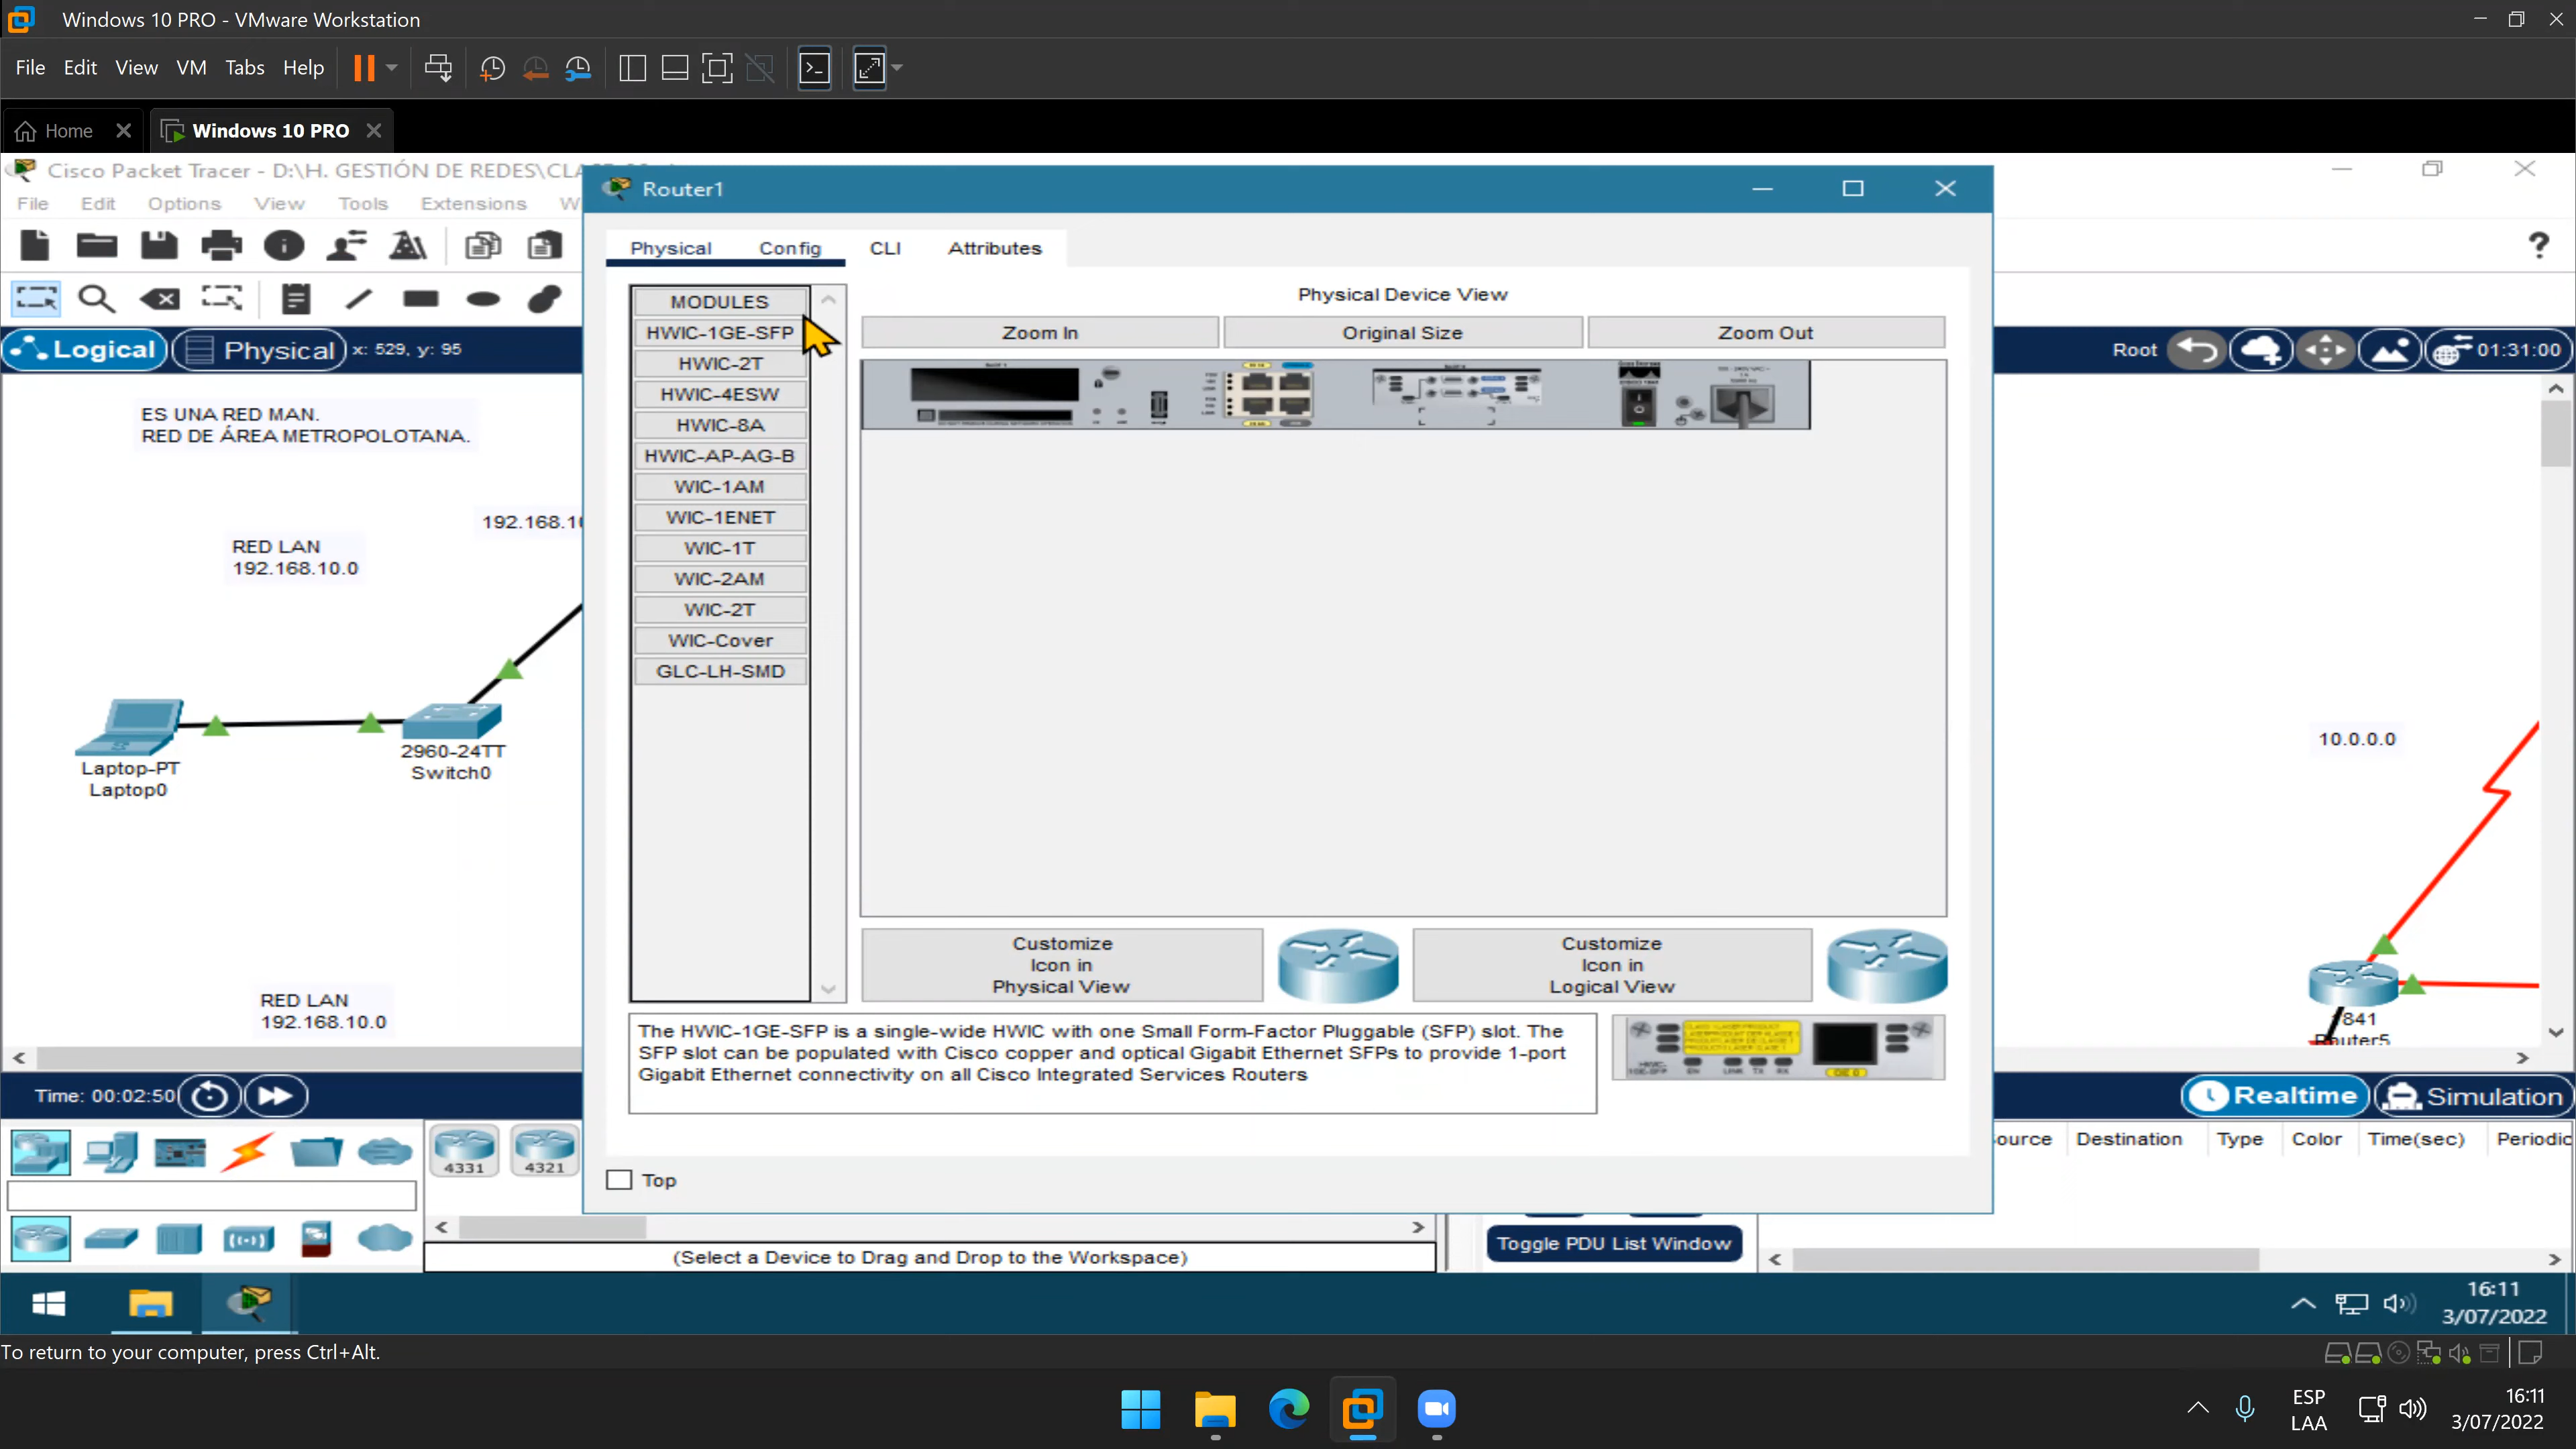 Windows 10 PRO - VMware Workstation
File Edit View VM Tabs Help
Home
Windows 10 PRO
Cisco Packet Tracer - D:\H. GESTIÓN DE REDES\CLA
File Edit Options View Tools Extensions W
Router1
Physical Config CLI Attributes
Logical
Physical
x: 529, y: 95
Root
01:31:00
MODULES
HWIC-1GE-SFP
HWIC-2T
HWIC-4ESW
HWIC-8A
HWIC-AP-AG-B
WIC-1AM
WIC-1ENET
WIC-1T
WIC-2AM
WIC-2T
WIC-Cover
GLC-LH-SMD
Physical Device View
Zoom In
Original Size
Zoom Out
ES UNA RED MAN.
RED DE ÁREA METROPOLOTANA.
192.168.10
RED LAN
192.168.10.0
Laptop-PT
Laptop0
2960-24TT
Switch0
RED LAN
192.168.10.0
10.0.0.0
1841
Router5
Customize
Icon in
Physical View
Customize
Icon in
Logical View
The HWIC-1GE-SFP is a single-wide HWIC with one Small Form-Factor Pluggable (SFP) slot. The
SFP slot can be populated with Cisco copper and optical Gigabit Ethernet SFPs to provide 1-port
Gigabit Ethernet connectivity on all Cisco Integrated Services Routers
Top
Time: 00:02:50
Realtime
Simulation
4331
4321
ource Destination Type Color Time(sec) Periodic
(Select a Device to Drag and Drop to the Workspace)
Toggle PDU List Window
16:11
3/07/2022
To return to your computer, press Ctrl+Alt.
ESP
LAA
16:11
3/07/2022